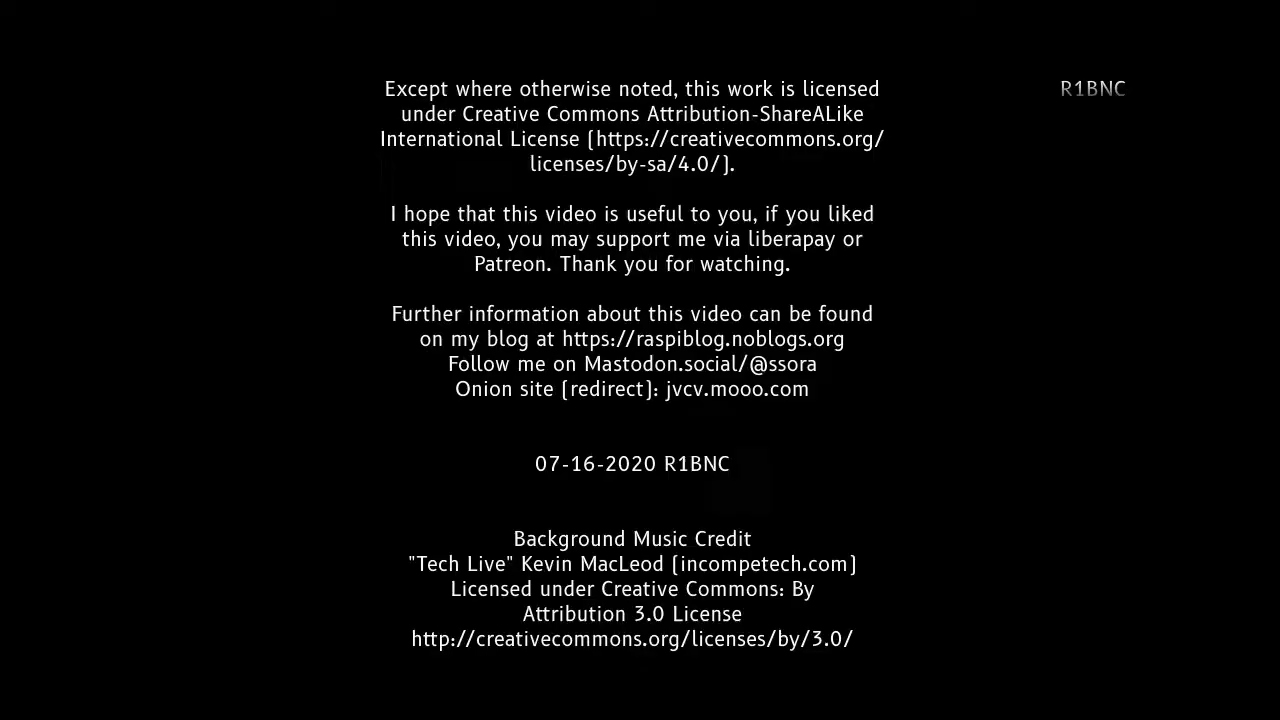 Except where otherwise noted, this work is licensed
under Creative Commons Attribution-ShareALike
International License (https://creativecommons.org/
licenses/by-sa/4.0/).
I hope that this video is useful to you, if you liked
this video, you may support me via liberapay or
Patreon. Thank you for watching.
Further information about this video can be found
on my blog at https://raspiblog.noblogs.org
Follow me on Mastodon.social/@ssora
Onion site (redirect): jvcv.mooo.com
07-16-2020 R1BNC
Background Music Credit
"Tech Live" Kevin MacLeod (incompetech.com)
Licensed under Creative Commons: By
Attribution 3.0 License
http://creativecommons.org/licenses/by/3.0/
R1BNC